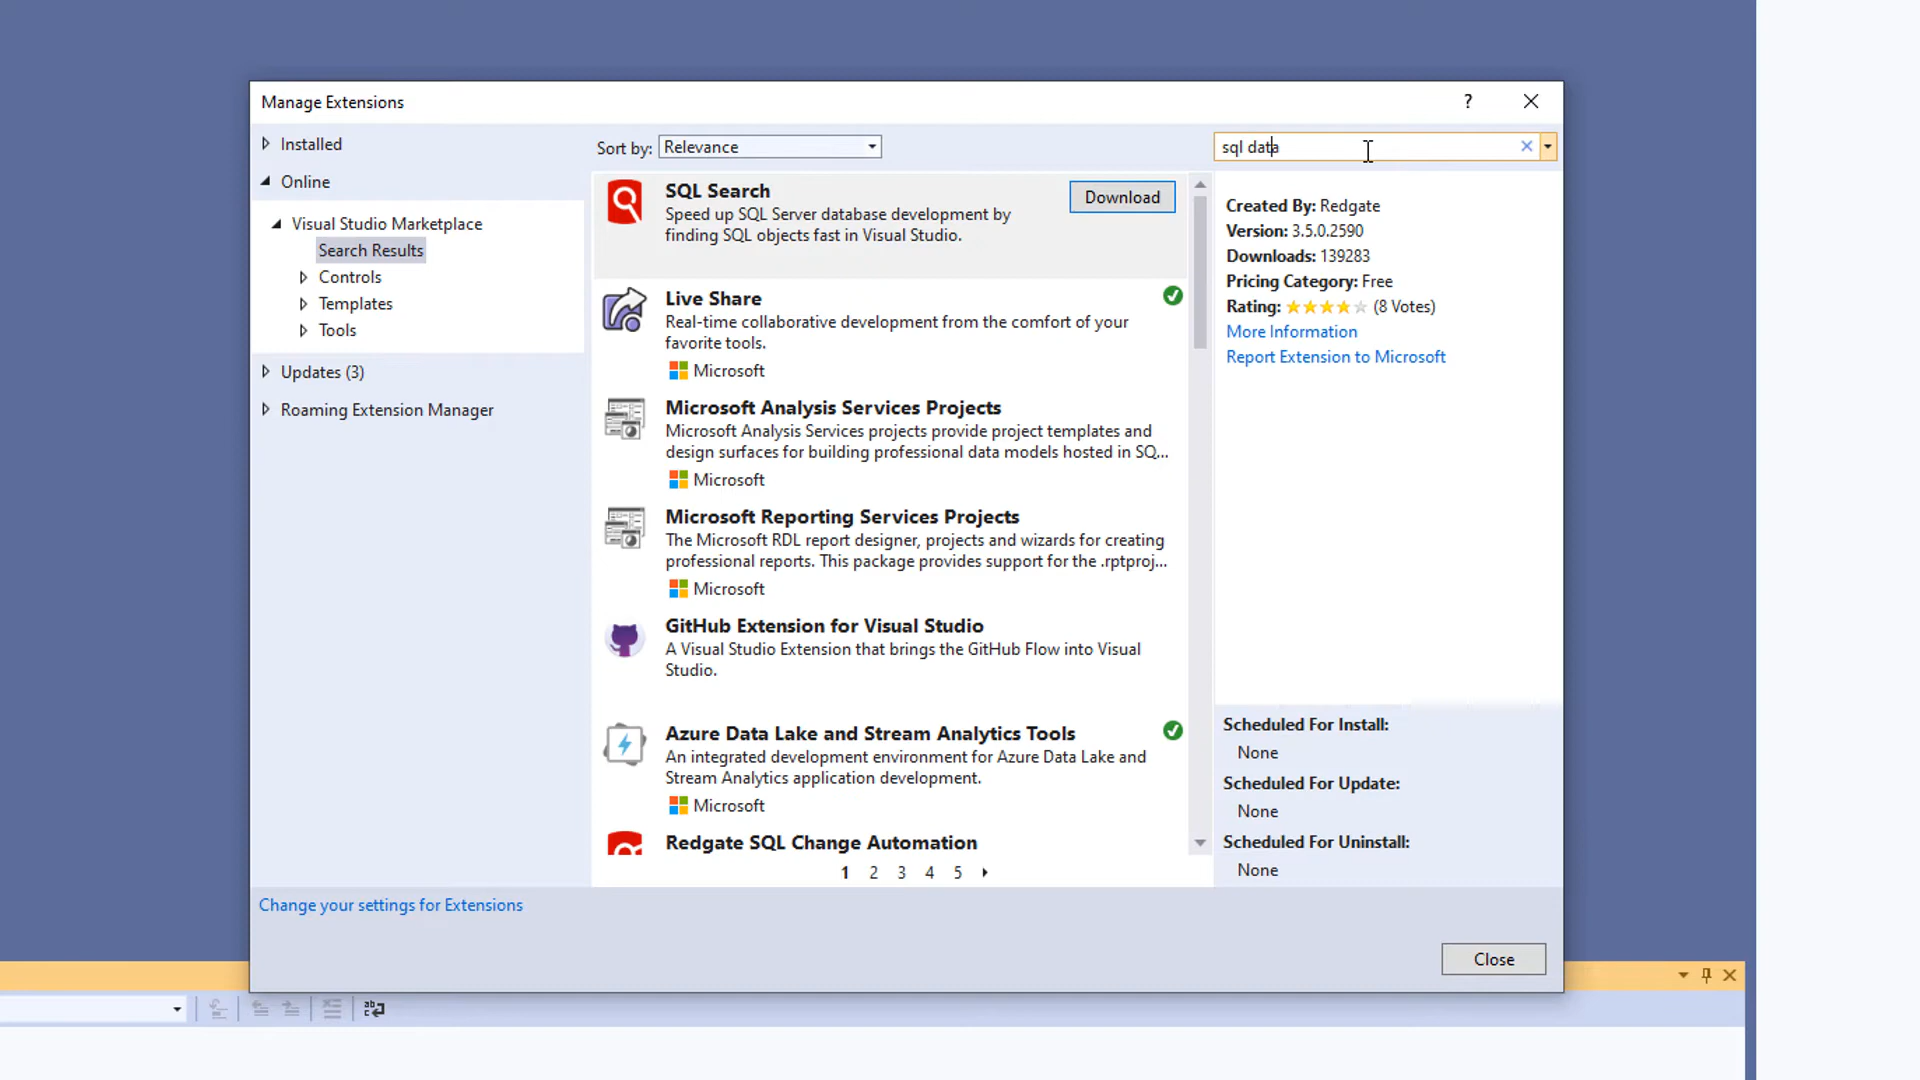 Manage Extensions
?
Installed
Online
Visual Studio Marketplace
Search Results
Controls
Templates
Tools
Updates (3)
Roaming Extension Manager
Sort by: Relevance
sql data
SQL Search
Speed up SQL Server database development by
finding SQL objects fast in Visual Studio.
Download
Live Share
Real-time collaborative development from the comfort of your
favorite tools.
Microsoft
Microsoft Analysis Services Projects
Microsoft Analysis Services projects provide project templates and
design surfaces for building professional data models hosted in SQ...
Microsoft
Microsoft Reporting Services Projects
The Microsoft RDL report designer, projects and wizards for creating
professional reports. This package provides support for the .rptproj...
Microsoft
GitHub Extension for Visual Studio
A Visual Studio Extension that brings the GitHub Flow into Visual
Studio.
Azure Data Lake and Stream Analytics Tools
An integrated development environment for Azure Data Lake and
Stream Analytics application development.
Microsoft
Redgate SQL Change Automation
1 2 3 4 5
Created By: Redgate
Version: 3.5.0.2590
Downloads: 139283
Pricing Category: Free
Rating: (8 Votes)
More Information
Report Extension to Microsoft
Scheduled For Install:
None
Scheduled For Update:
None
Scheduled For Uninstall:
None
Change your settings for Extensions
Close